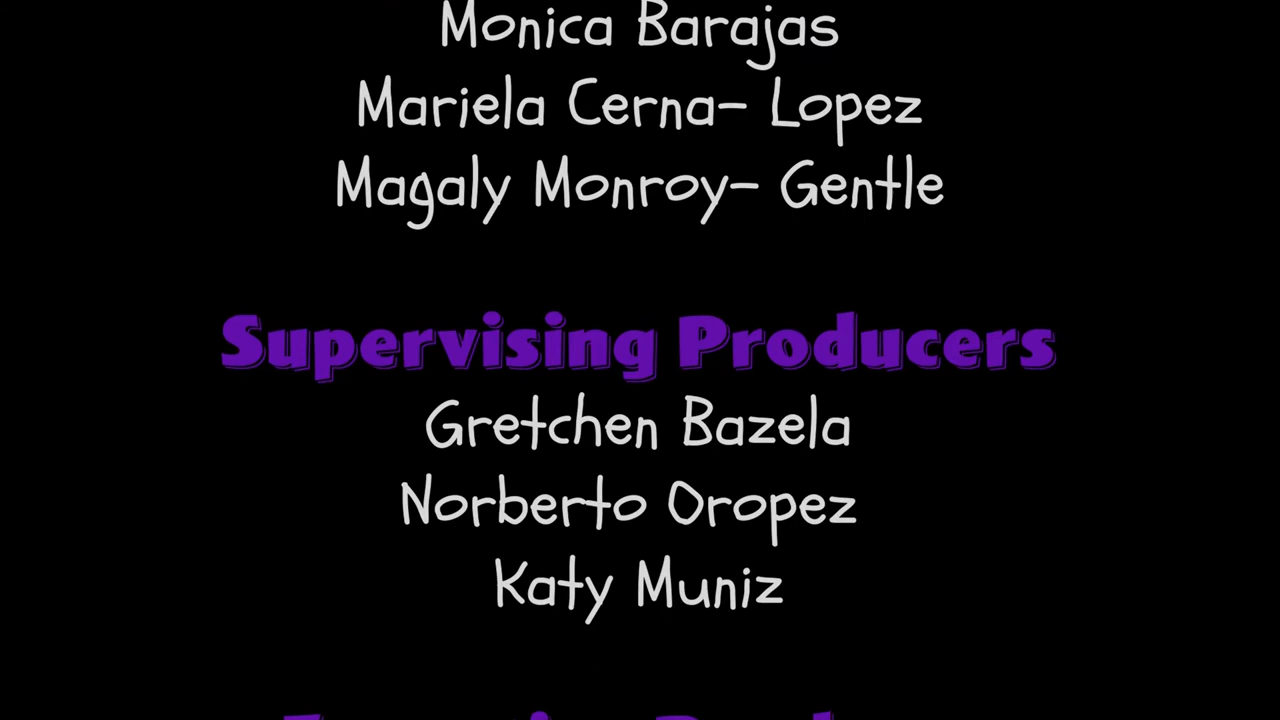 Monica Barajas
Mariela Cerna- Lopez
Magaly Monroy- Gentle
Supervising Producers
Gretchen Bazela
Norberto Oropez
Katy Muniz